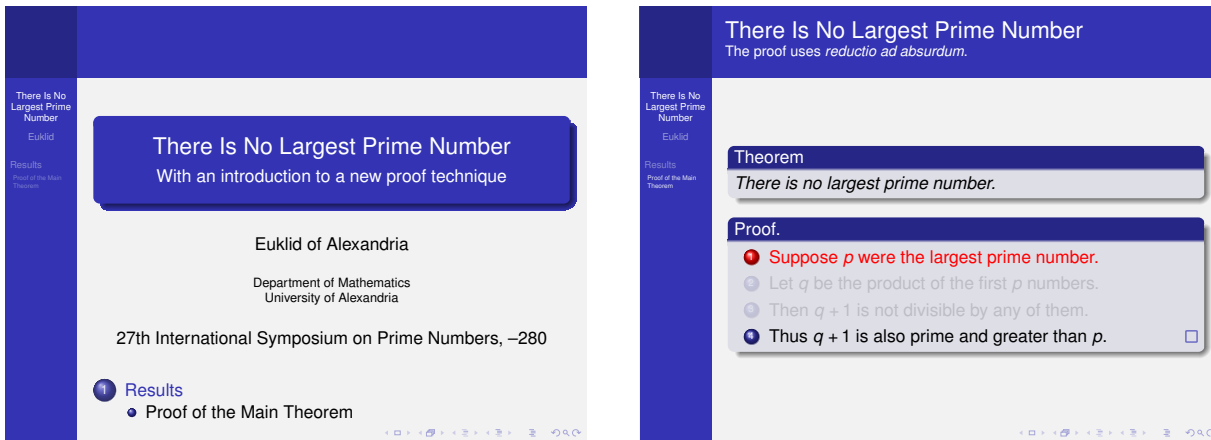 There Is No
Largest Prime
Number
Euklid
Results
Proof of the Main
Theorem
There Is No Largest Prime Number
With an introduction to a new proof technique
Euklid of Alexandria
Department of Mathematics
University of Alexandria
27th International Symposium on Prime Numbers, –280
1 Results
Proof of the Main Theorem
There Is No Largest Prime Number
The proof uses reductio ad absurdum.
There Is No
Largest Prime
Number
Euklid
Results
Proof of the Main
Theorem
Theorem
There is no largest prime number.
Proof.
1 Suppose p were the largest prime number.
2 Let q be the product of the first p numbers.
3 Then q + 1 is not divisible by any of them.
4 Thus q + 1 is also prime and greater than p.